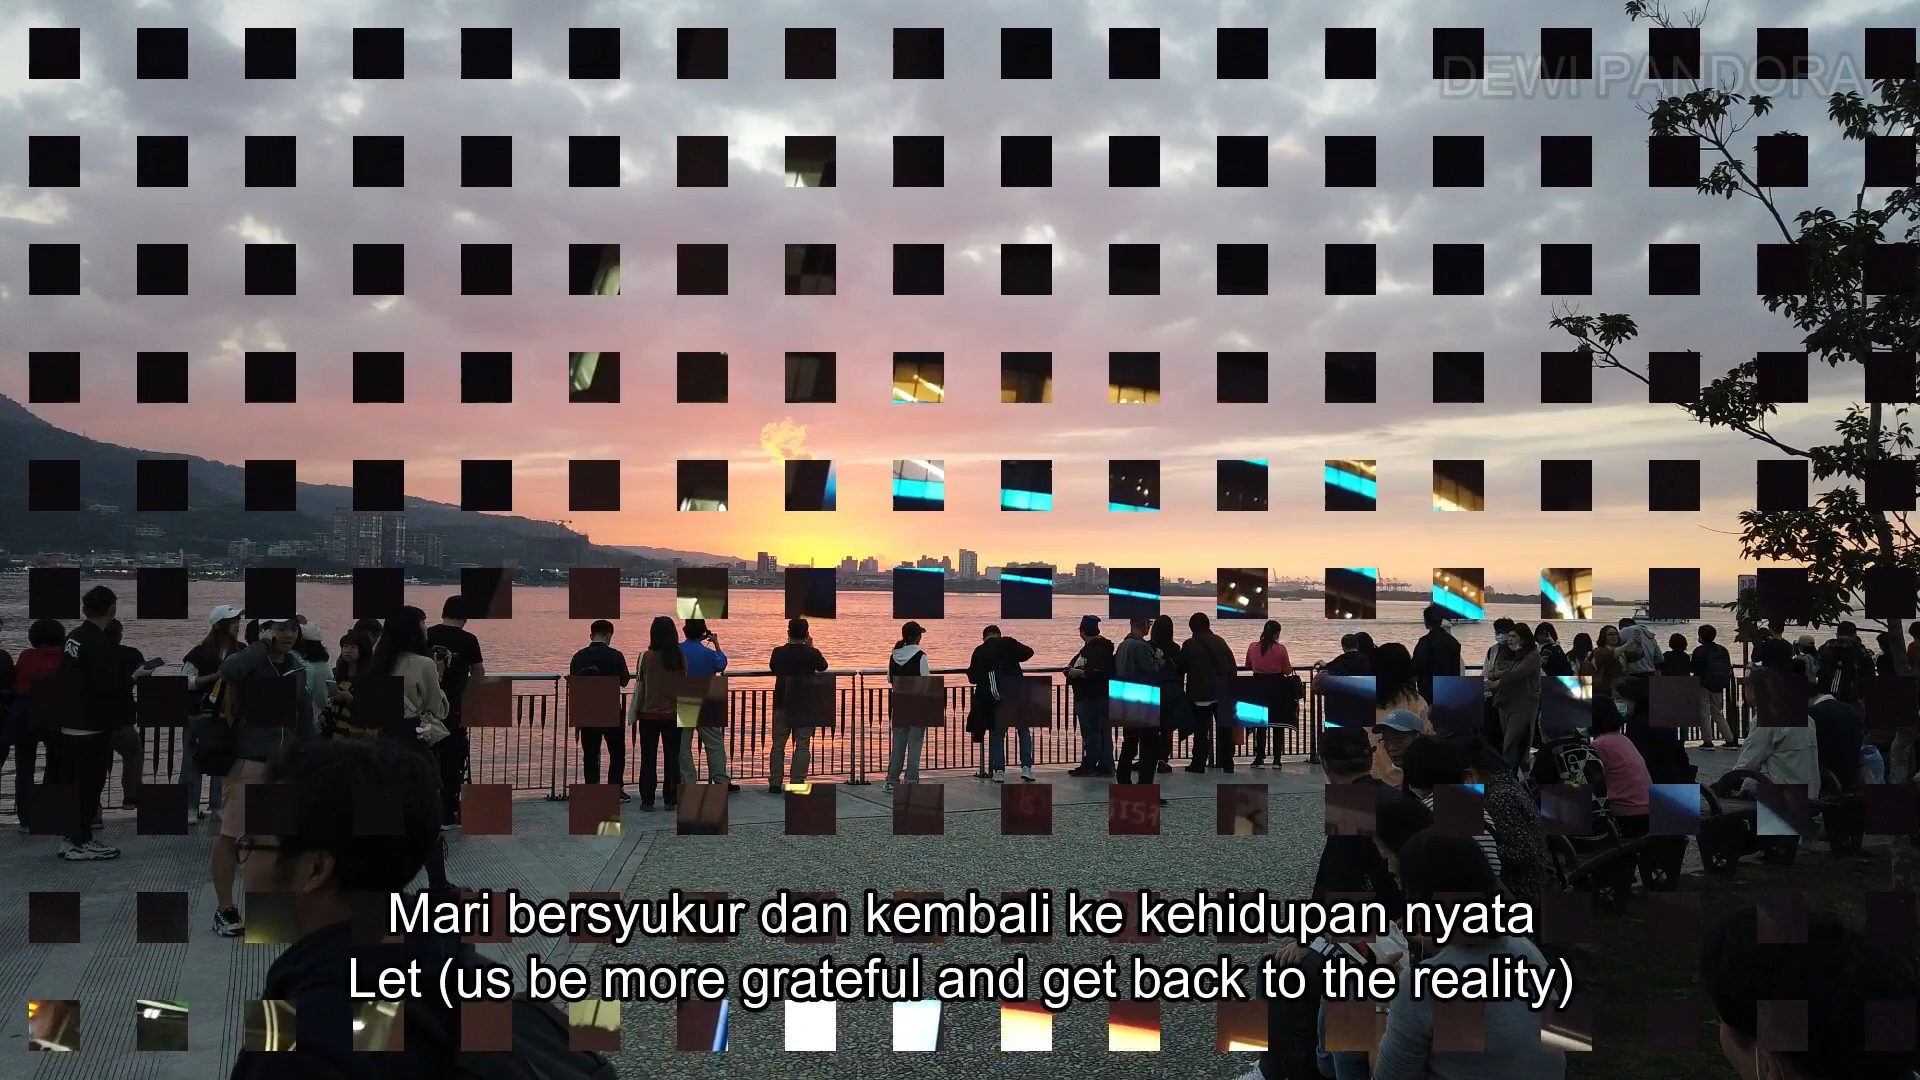 DEWI PANDORA
Mari bersyukur dan kembali ke kehidupan nyata
Let (us be more grateful and get back to the reality)